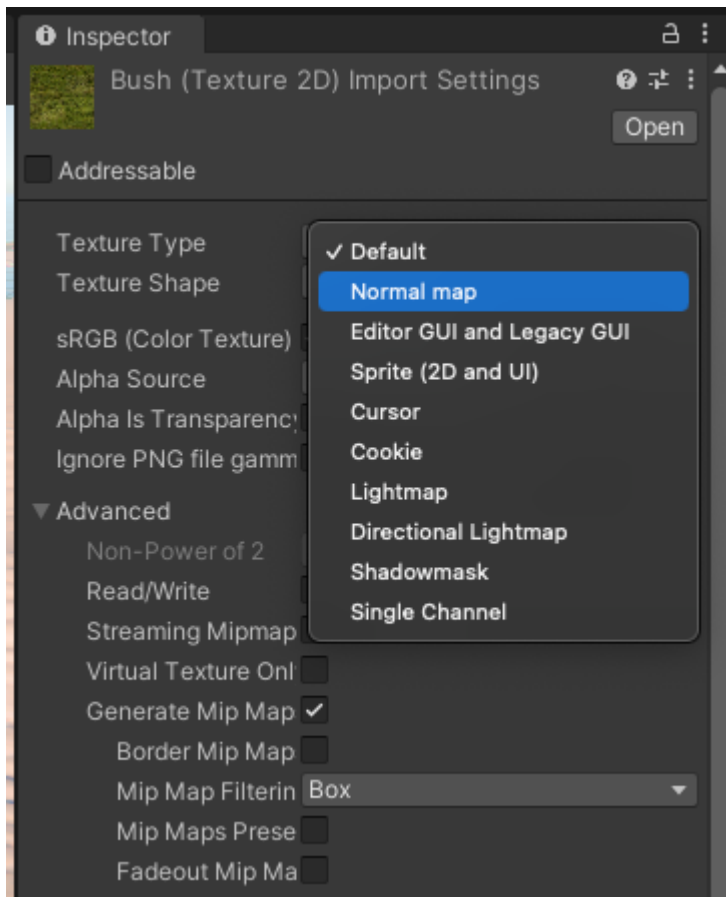 Inspector
Bush (Texture 2D) Import Settings
Open
Addressable
Texture Type
Default
Texture Shape
Normal map
Editor GUI and Legacy GUI
sRGB (Color Texture)
Sprite (2D and UI)
Alpha Source
Cursor
Alpha Is Transparency
Cookie
Ignore PNG file gamm
Lightmap
Advanced
Directional Lightmap
Non-Power of 2
Shadowmask
Read/Write
Single Channel
Streaming Mipmap
Virtual Texture Onl
Generate Mip Map
Border Mip Map
Mip Map Filterin Box
Mip Maps Prese
Fadeout Mip Ma